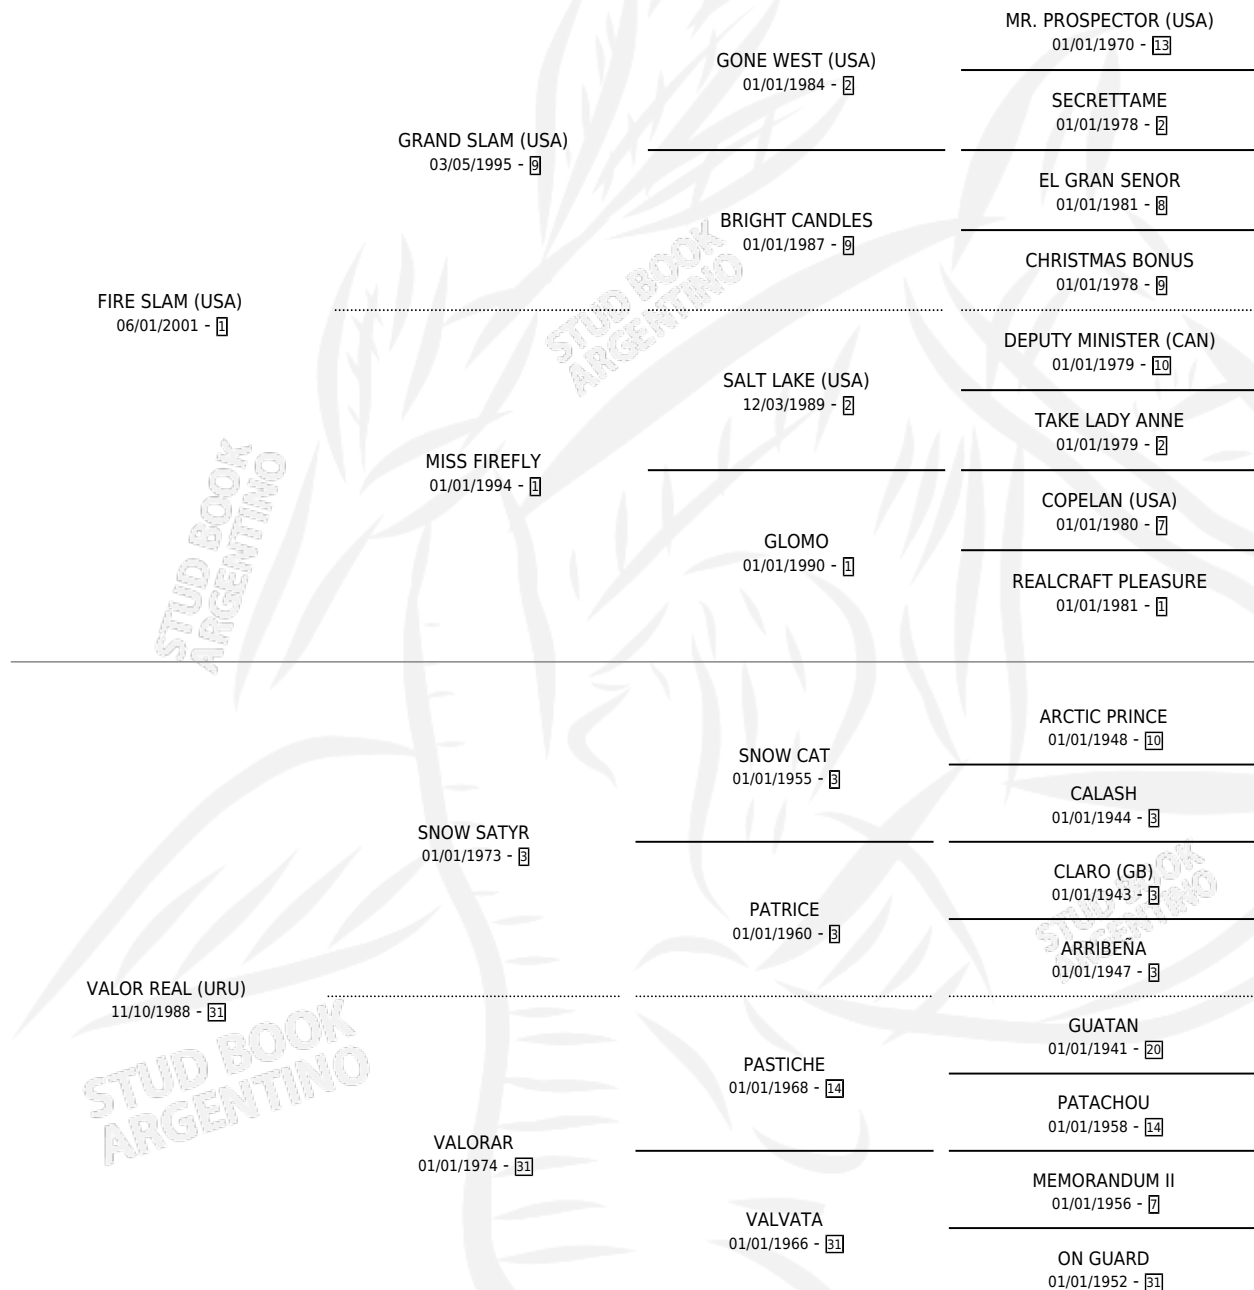 MR. PROSPECTOR (USA)
01/01/1970 - 13
GONE WEST (USA)
01/01/1984 - 2
SECRETTAME
01/01/1978 - 2
GRAND SLAM (USA)
03/05/1995 - 9
EL GRAN SENOR
01/01/1981 - 8
BRIGHT CANDLES
01/01/1987 - 9
CHRISTMAS BONUS
01/01/1978 - 9
FIRE SLAM (USA)
06/01/2001 - 1
DEPUTY MINISTER (CAN)
01/01/1979 - 10
SALT LAKE (USA)
12/03/1989 - 2
TAKE LADY ANNE
01/01/1979 - 2
MISS FIREFLY
01/01/1994 - 1
COPELAN (USA)
01/01/1980 - 7
GLOMO
01/01/1990 - 1
REALCRAFT PLEASURE
01/01/1981 - 1
ARCTIC PRINCE
01/01/1948 - 10
SNOW CAT
01/01/1955 - 3
CALASH
01/01/1944 - 3
SNOW SATYR
01/01/1973 - 3
CLARO (GB)
01/01/1943 - 3
PATRICE
01/01/1960 - 3
ARRIBEÑA
01/01/1947 - 3
VALOR REAL (URU)
11/10/1988 - 31
GUATAN
01/01/1941 - 20
PASTICHE
01/01/1968 - 14
PATACHOU
01/01/1958 - 14
VALORAR
01/01/1974 - 31
MEMORANDUM II
01/01/1956 - 7
VALVATA
01/01/1966 - 31
ON GUARD
01/01/1952 - 31
STUD BOOK
ARGENTINO
STUD BOOK
ARGENTINO
STUD BOOK
ARGENTINO
STUD BOOK
ARGENTINO